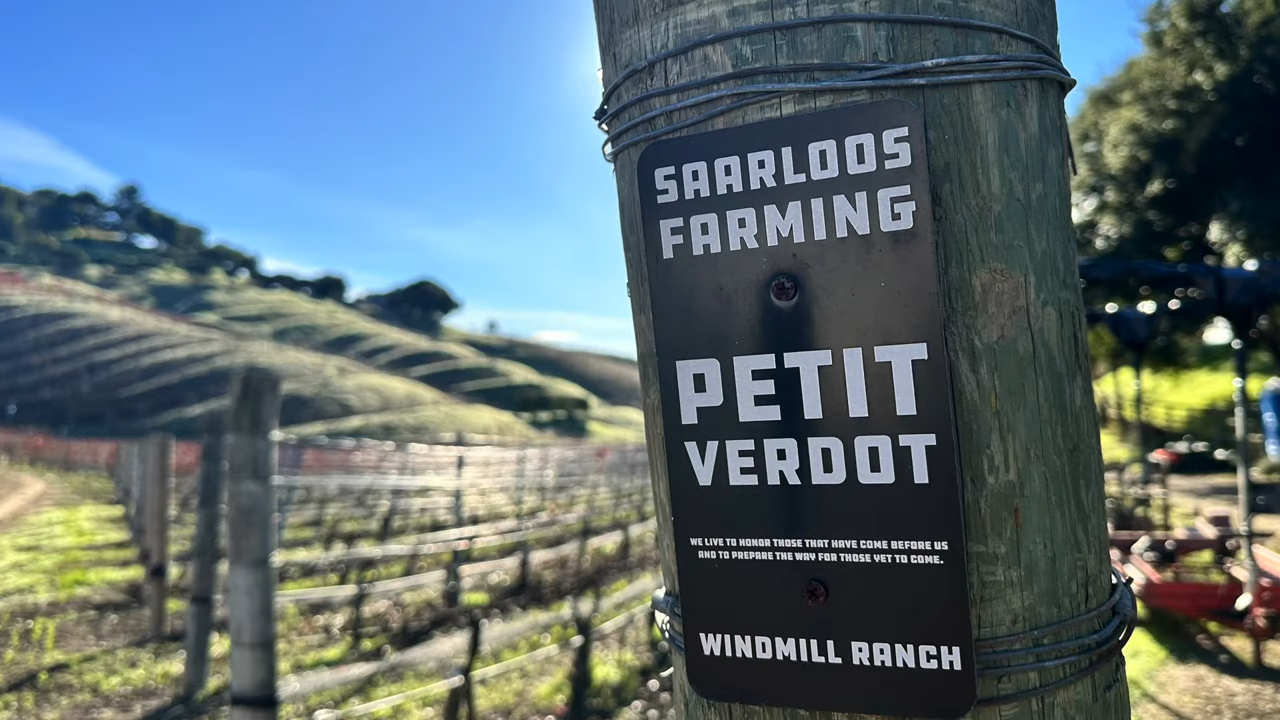 SAARLOOS
FARMING
PETIT
VERDOT
WE LIVE TO HONOR THOSE THAT HAVE COME BEFORE US
AND TO PREPARE THE WAY FOR THOSE YET TO COME.
WINDMILL RANCH